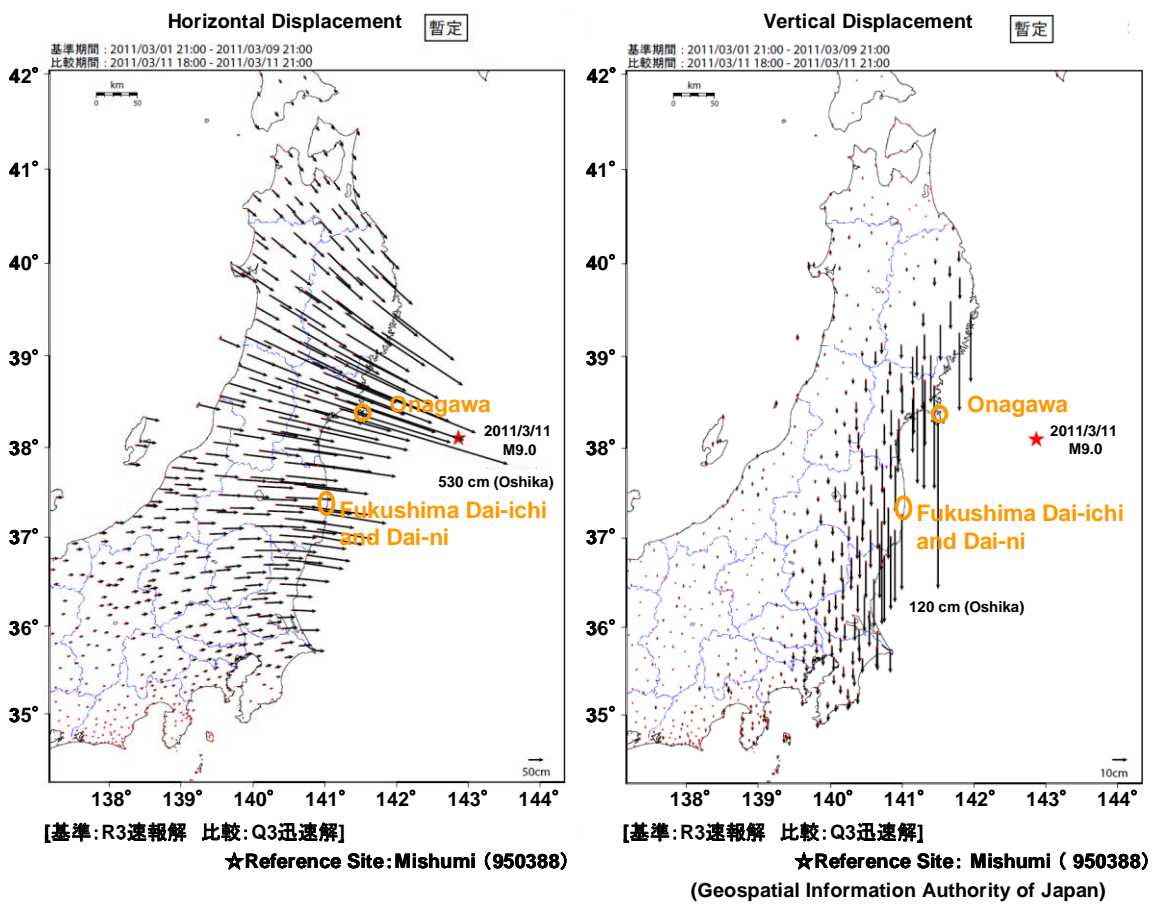 Horizontal Displacement
暫定
基準期間 : 2011/03/01 21:00 - 2011/03/09 21:00
比較期間 : 2011/03/11 18:00 - 2011/03/11 21:00
42°
41°
40°
39°
38°
37°
36°
35°
km
0 50
Onagawa
2011/3/11
M9.0
530 cm (Oshika)
Fukushima Dai-ichi
and Dai-ni
50cm
138° 139° 140° 141° 142° 143° 144°
[基準:R3速報解 比較:Q3迅速解]
☆Reference Site:Mishumi (950388)
Vertical Displacement
暫定
基準期間 : 2011/03/01 21:00 - 2011/03/09 21:00
比較期間 : 2011/03/11 18:00 - 2011/03/11 21:00
42°
41°
40°
39°
38°
37°
36°
35°
km
0 50
Onagawa
2011/3/11
M9.0
Fukushima Dai-ichi
and Dai-ni
120 cm (Oshika)
10cm
138° 139° 140° 141° 142° 143° 144°
[基準:R3速報解 比較:Q3迅速解]
☆Reference Site: Mishumi ( 950388)
(Geospatial Information Authority of Japan)